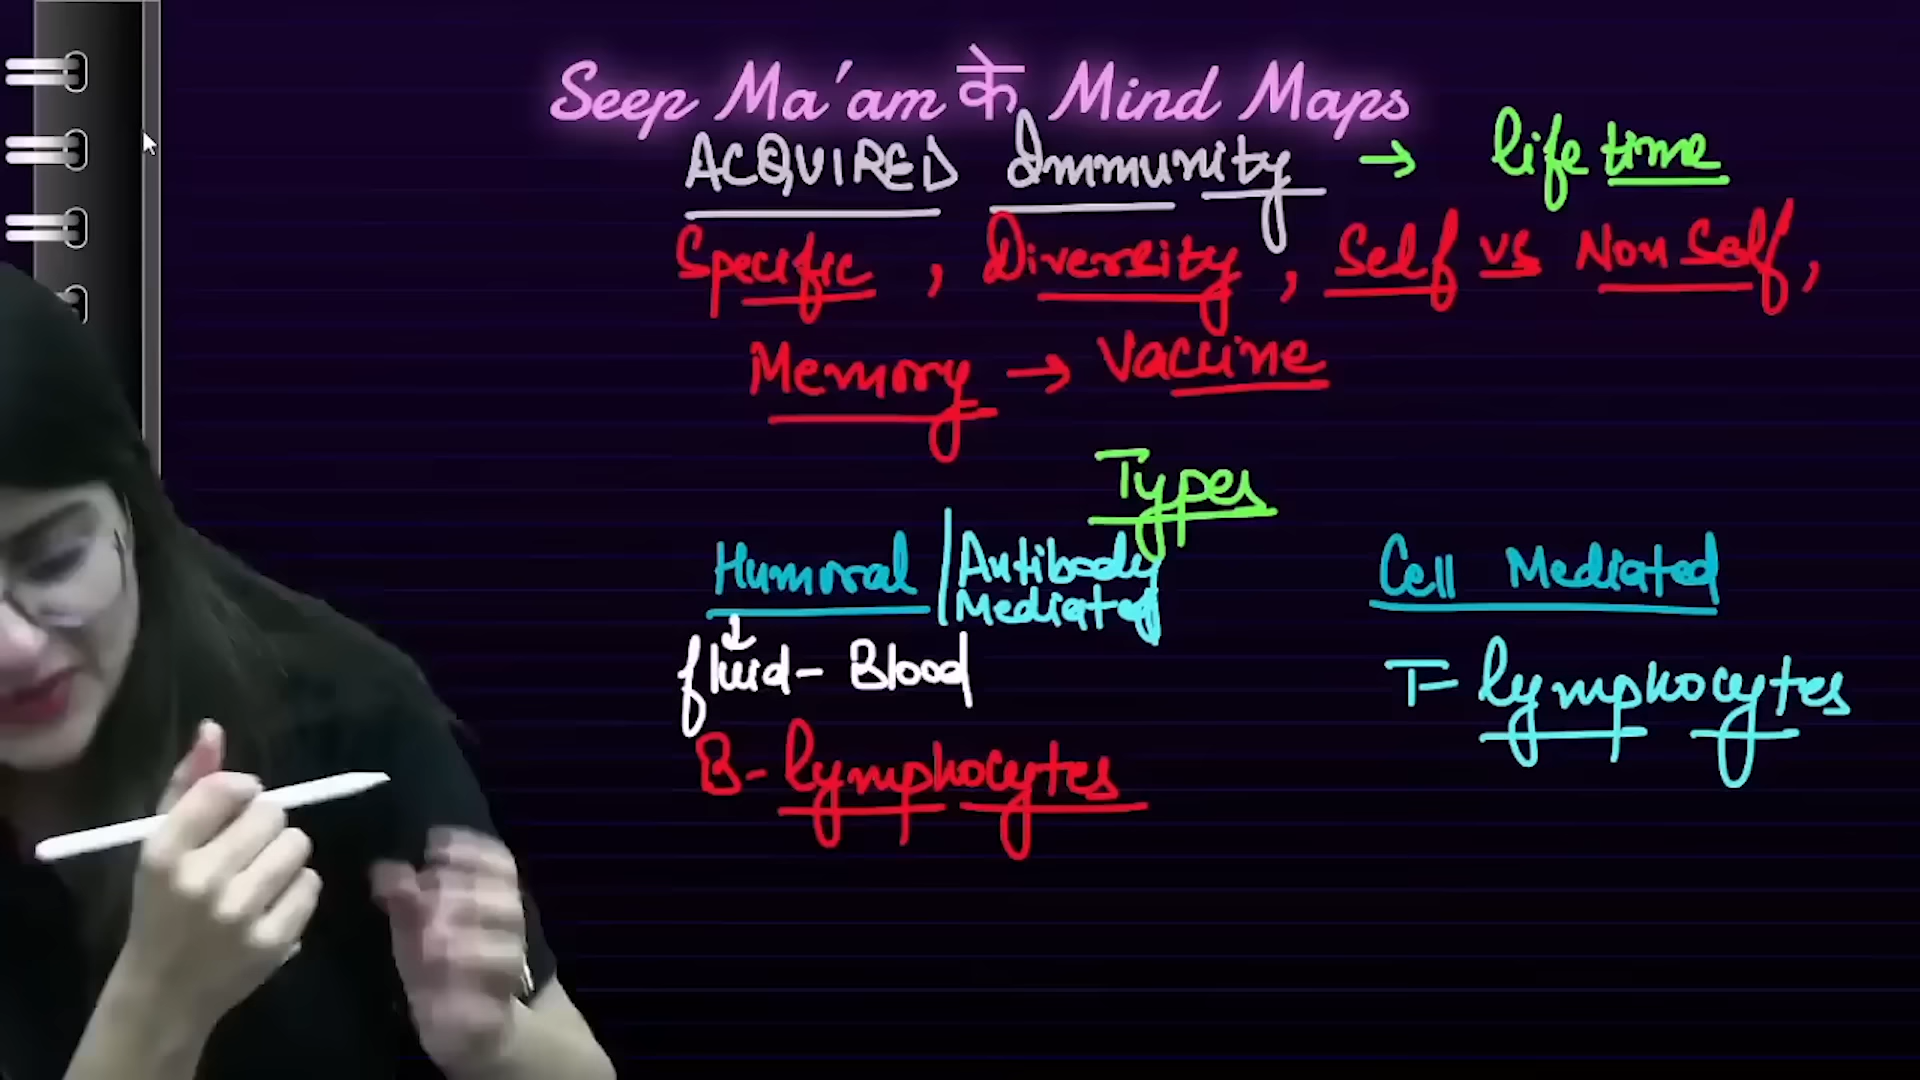 Seep Ma'am के Mind Maps
ACQUIRED Immunity → life time
Specific, Diversity, Self vs Non Self,
Memory → Vaccine
Types
Humoral / Antibody Mediated
Cell Mediated
↓
fluid - Blood
T- lymphocytes
B- lymphocytes